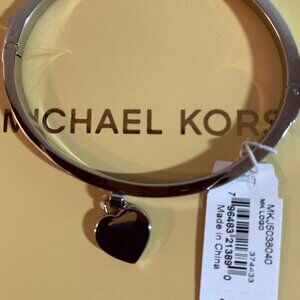 MICHAEL KORS
MKJ5038040
MK LOGO
374433
7 96483 21389 0
Made in China